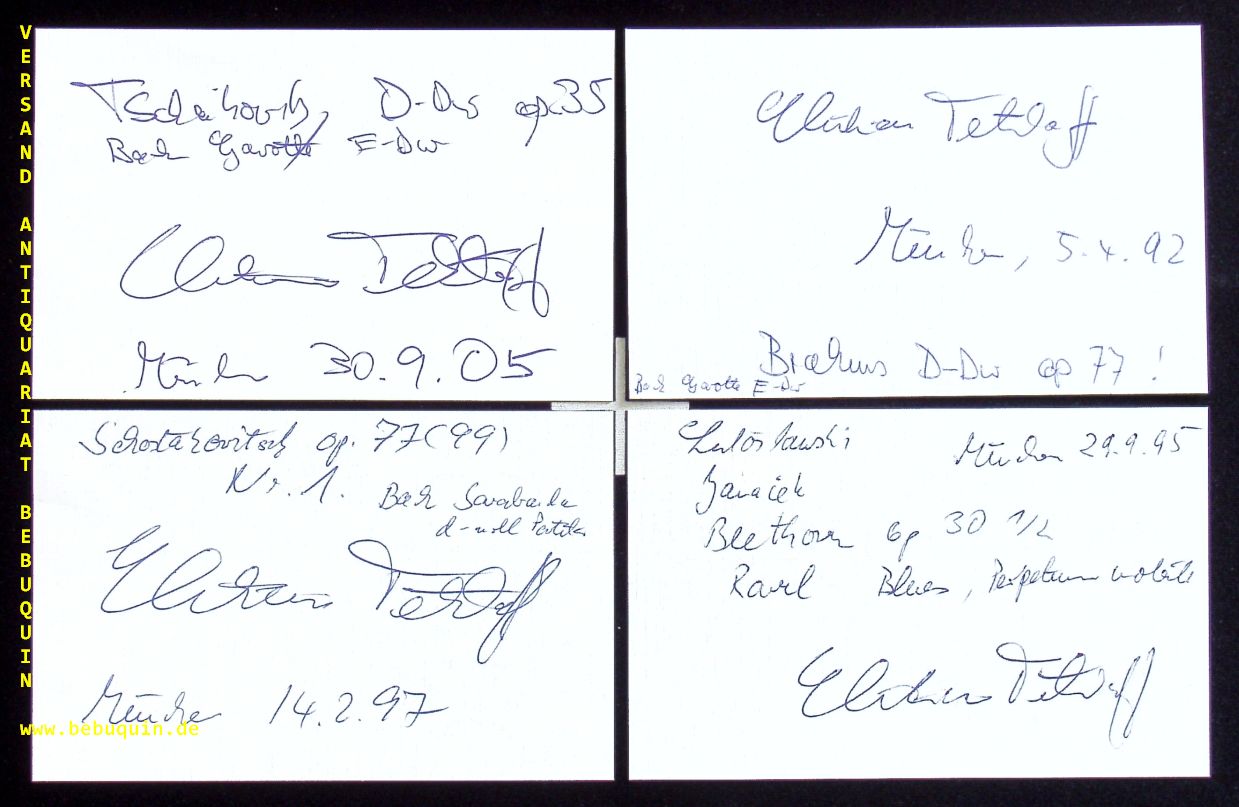 VERSAND ANTIQUARIAT BEBUQUIN
Tschaikovsky, D-Dur op. 35
Bach Gavotte E-Dur
Christian Tetzlaff
München 30.9.05
Christian Tetzlaff
München, 5.4.92
Brahms D-Dur op 77 !
Bach Gavotte E-Dur
Schostakovitsch op. 77 (99)
Nr. 1.
Bach Sarabande
d-moll Partita
Christian Tetzlaff
München 14.2.97
Lutoslawski
München 29.9.95
Janáček
Beethoven op 30 1/2
Ravel Blues, Perpetuum mobile
Christian Tetzlaff
www.bebuquin.de